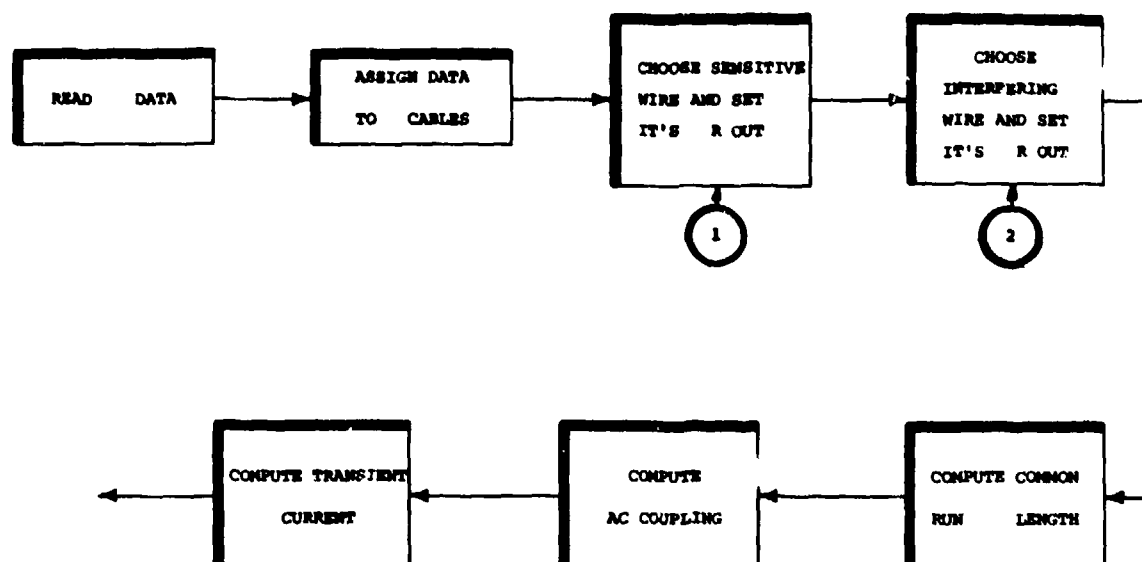 READ DATA
ASSIGN DATA
TO CABLES
CHOOSE SENSITIVE
WIRE AND SET
IT'S R OUT
CHOOSE
INTERFERING
WIRE AND SET
IT'S R OUT
1
2
COMPUTE TRANSIENT
CURRENT
COMPUTE
AC COUPLING
COMPUTE COMMON
RUN LENGTH